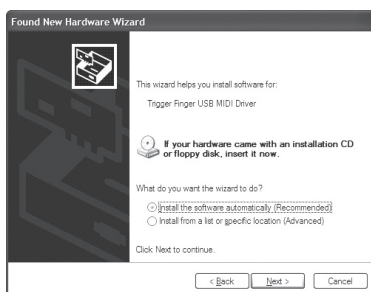 Found New Hardware Wizard
This wizard helps you install software for:
Trigger Finger USB MIDI Driver
If your hardware came with an installation CD
or floppy disk, insert it now.
What do you want the wizard to do?
Install the software automatically (Recommended)
Install from a list or specific location (Advanced)
Click Next to continue.
< Back Next > Cancel